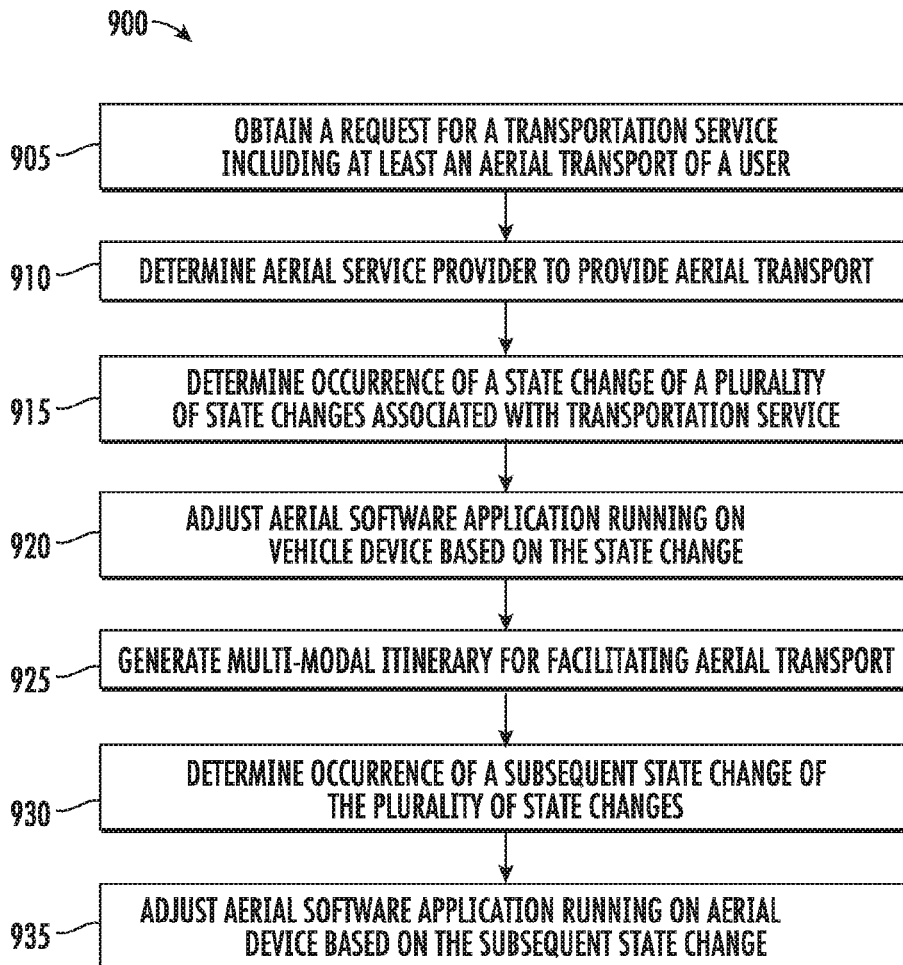 900
905
OBTAIN A REQUEST FOR A TRANSPORTATION SERVICE
INCLUDING AT LEAST AN AERIAL TRANSPORT OF A USER
910
DETERMINE AERIAL SERVICE PROVIDER TO PROVIDE AERIAL TRANSPORT
915
DETERMINE OCCURRENCE OF A STATE CHANGE OF A PLURALITY
OF STATE CHANGES ASSOCIATED WITH TRANSPORTATION SERVICE
920
ADJUST AERIAL SOFTWARE APPLICATION RUNNING ON
VEHICLE DEVICE BASED ON THE STATE CHANGE
925
GENERATE MULTI-MODAL ITINERARY FOR FACILITATING AERIAL TRANSPORT
930
DETERMINE OCCURRENCE OF A SUBSEQUENT STATE CHANGE OF
THE PLURALITY OF STATE CHANGES
935
ADJUST AERIAL SOFTWARE APPLICATION RUNNING ON AERIAL
DEVICE BASED ON THE SUBSEQUENT STATE CHANGE